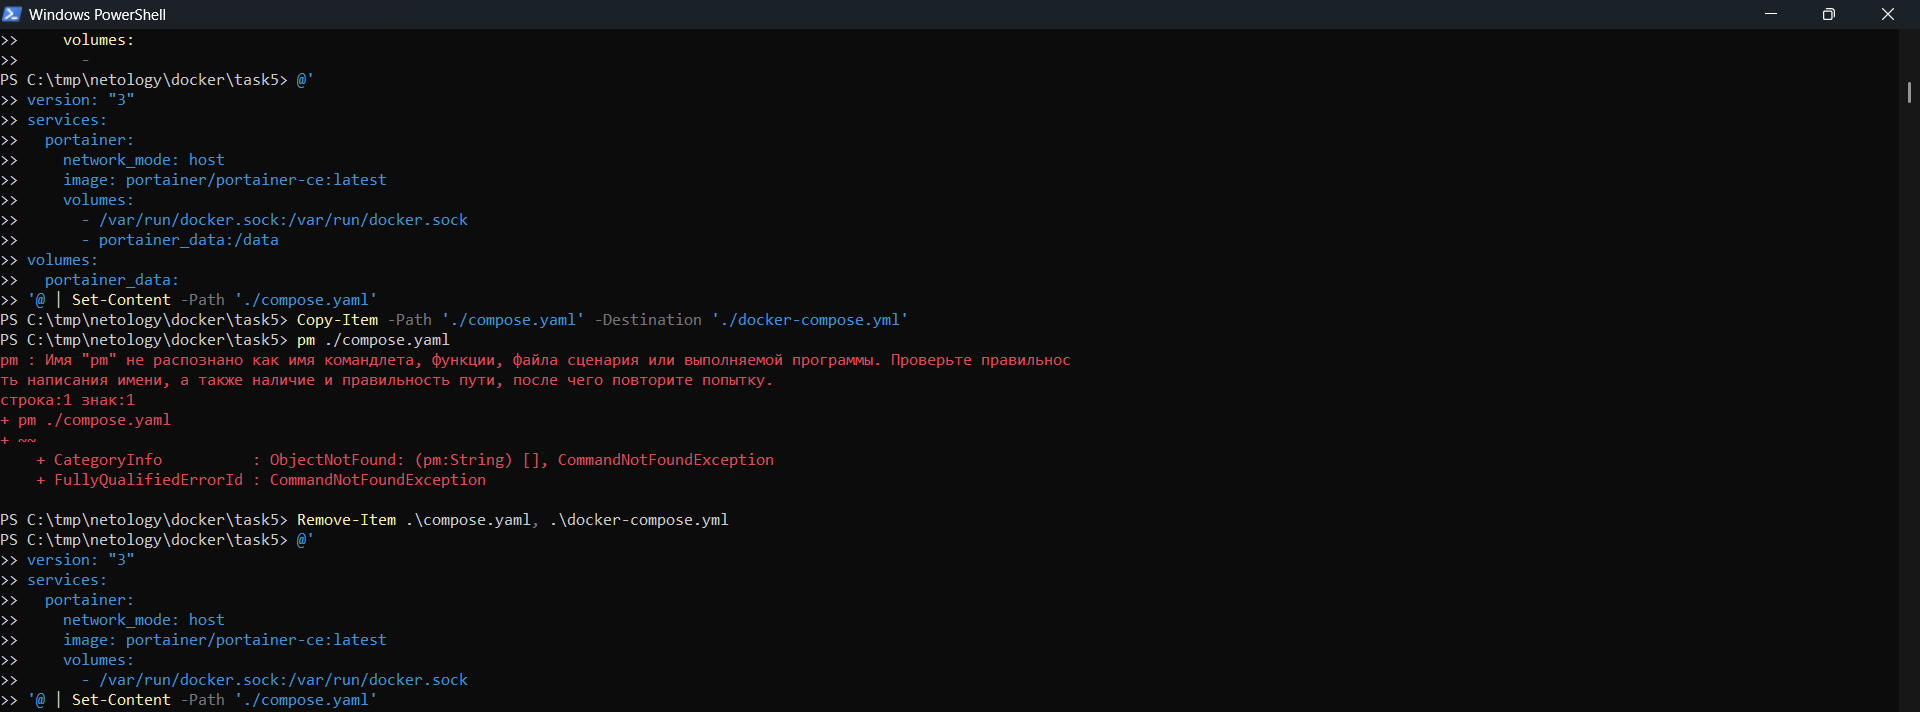 Windows PowerShell
>>     volumes:
>>       -
PS C:\tmp\netology\docker\task5> @'
>> version: "3"
>> services:
>>   portainer:
>>     network_mode: host
>>     image: portainer/portainer-ce:latest
>>     volumes:
>>       - /var/run/docker.sock:/var/run/docker.sock
>>       - portainer_data:/data
>> volumes:
>>   portainer_data:
>> '@ | Set-Content -Path './compose.yaml'
PS C:\tmp\netology\docker\task5> Copy-Item -Path './compose.yaml' -Destination './docker-compose.yml'
PS C:\tmp\netology\docker\task5> pm ./compose.yaml
pm : Имя "pm" не распознано как имя командлета, функции, файла сценария или выполняемой программы. Проверьте правильнос
ть написания имени, а также наличие и правильность пути, после чего повторите попытку.
строка:1 знак:1
+ pm ./compose.yaml
+ ~~
    + CategoryInfo          : ObjectNotFound: (pm:String) [], CommandNotFoundException
    + FullyQualifiedErrorId : CommandNotFoundException
PS C:\tmp\netology\docker\task5> Remove-Item .\compose.yaml, .\docker-compose.yml
PS C:\tmp\netology\docker\task5> @'
>> version: "3"
>> services:
>>   portainer:
>>     network_mode: host
>>     image: portainer/portainer-ce:latest
>>     volumes:
>>       - /var/run/docker.sock:/var/run/docker.sock
>> '@ | Set-Content -Path './compose.yaml'